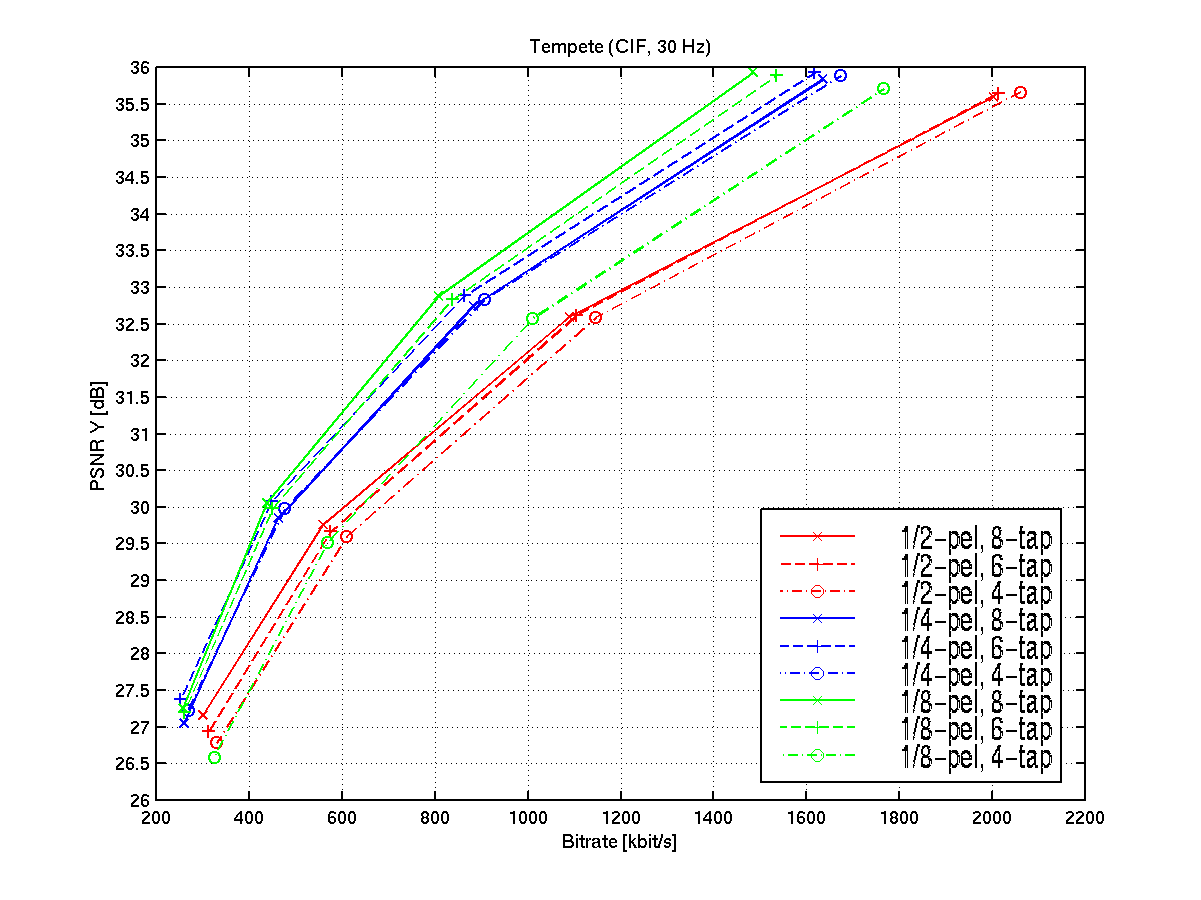 Tempete (CIF, 30 Hz)
36
35.5
35
34.5
34
33.5
33
32.5
32
31.5
31
30.5
30
29.5
29
28.5
28
27.5
27
26.5
26
PSNR Y [dB]
1/2-pel, 8-tap
1/2-pel, 6-tap
1/2-pel, 4-tap
1/4-pel, 8-tap
1/4-pel, 6-tap
1/4-pel, 4-tap
1/8-pel, 8-tap
1/8-pel, 6-tap
1/8-pel, 4-tap
200 400 600 800 1000 1200 1400 1600 1800 2000 2200
Bitrate [kbit/s]